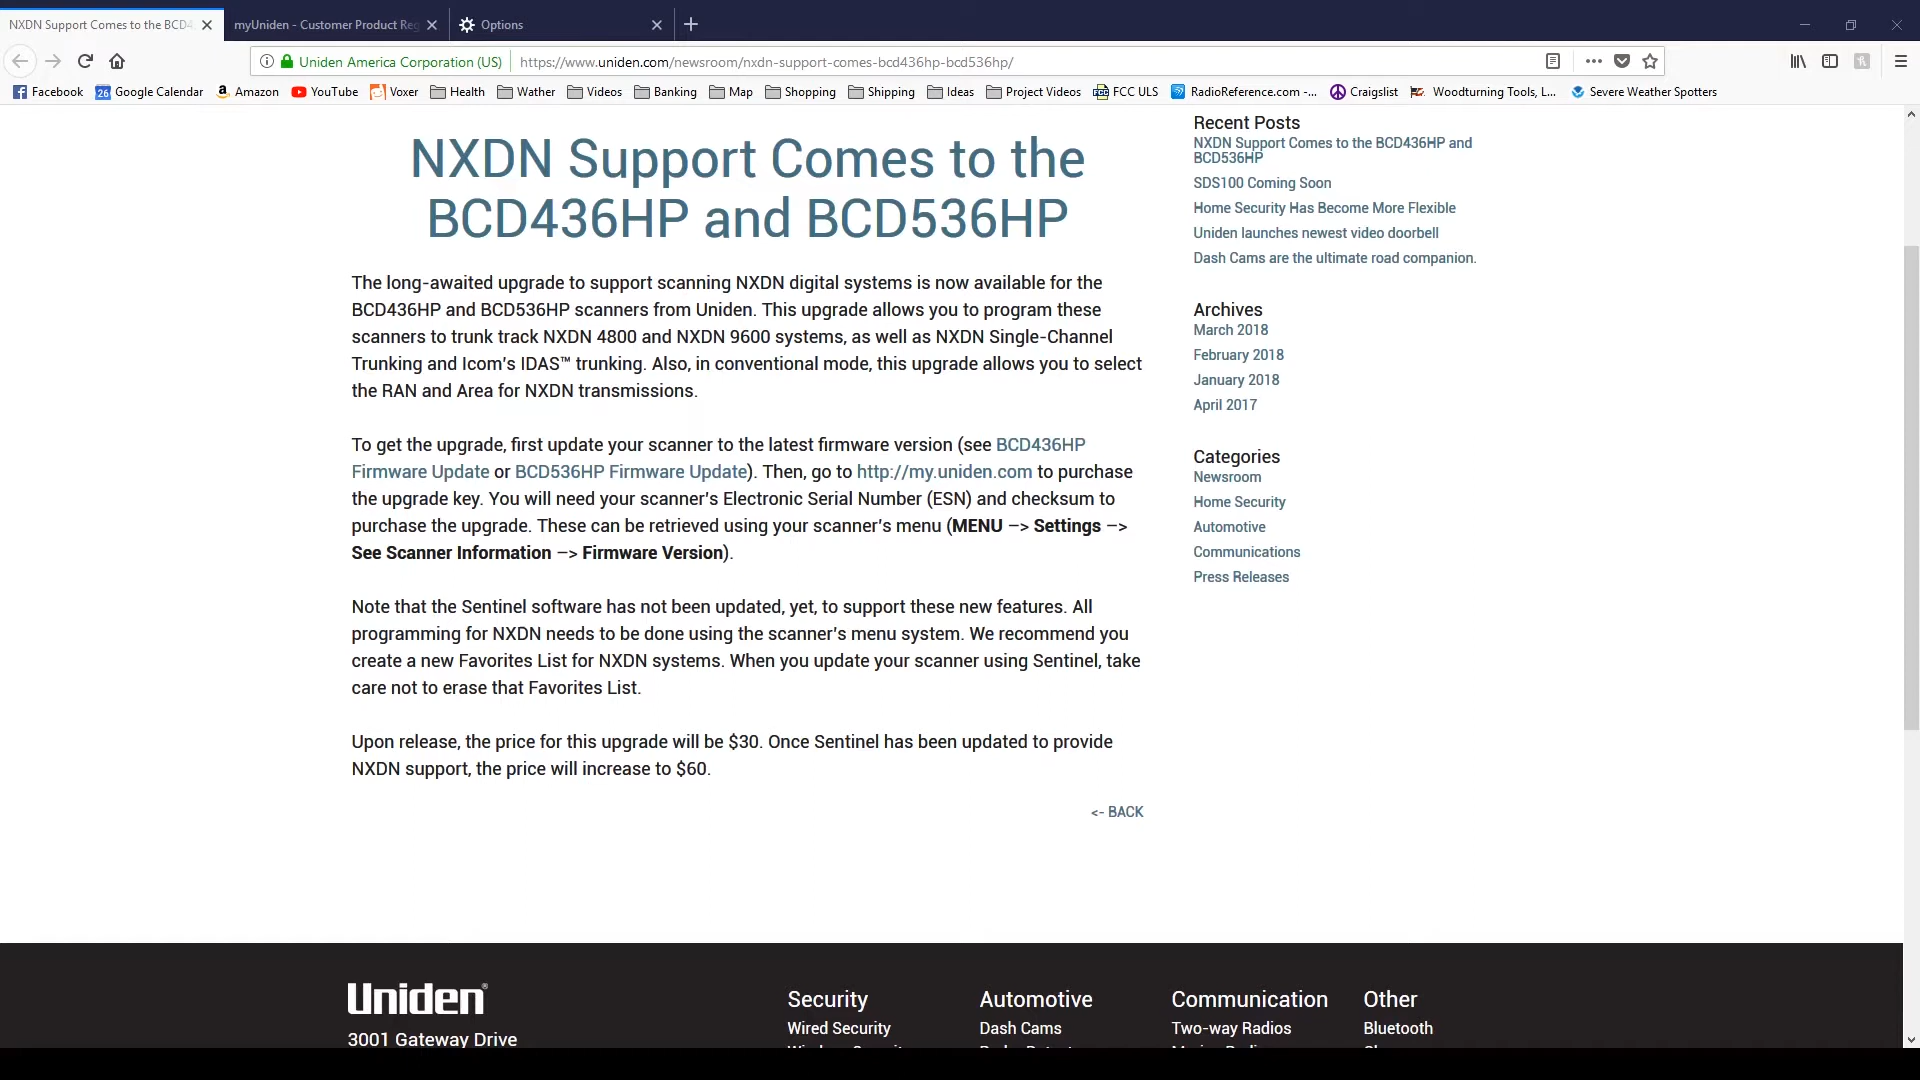 NXDN Support Comes to the BCD4
myUniden - Customer Product Reg
Options
Uniden America Corporation (US)
https://www.uniden.com/newsroom/nxdn-support-comes-bcd436hp-bcd536hp/
Facebook
26
Google Calendar
Amazon
YouTube
Voxer
Health
Wather
Videos
Banking
Map
Shopping
Shipping
Ideas
Project Videos
FCC ULS
RadioReference.com -...
Craigslist
Woodturning Tools, L...
Severe Weather Spotters
NXDN Support Comes to the
BCD436HP and BCD536HP
The long-awaited upgrade to support scanning NXDN digital systems is now available for the
BCD436HP and BCD536HP scanners from Uniden. This upgrade allows you to program these
scanners to trunk track NXDN 4800 and NXDN 9600 systems, as well as NXDN Single-Channel
Trunking and Icom's IDAS™ trunking. Also, in conventional mode, this upgrade allows you to select
the RAN and Area for NXDN transmissions.
To get the upgrade, first update your scanner to the latest firmware version (see BCD436HP
Firmware Update or BCD536HP Firmware Update). Then, go to http://my.uniden.com to purchase
the upgrade key. You will need your scanner's Electronic Serial Number (ESN) and checksum to
purchase the upgrade. These can be retrieved using your scanner's menu (MENU –> Settings –>
See Scanner Information –> Firmware Version).
Note that the Sentinel software has not been updated, yet, to support these new features. All
programming for NXDN needs to be done using the scanner's menu system. We recommend you
create a new Favorites List for NXDN systems. When you update your scanner using Sentinel, take
care not to erase that Favorites List.
Upon release, the price for this upgrade will be $30. Once Sentinel has been updated to provide
NXDN support, the price will increase to $60.
<- BACK
Recent Posts
NXDN Support Comes to the BCD436HP and
BCD536HP
SDS100 Coming Soon
Home Security Has Become More Flexible
Uniden launches newest video doorbell
Dash Cams are the ultimate road companion.
Archives
March 2018
February 2018
January 2018
April 2017
Categories
Newsroom
Home Security
Automotive
Communications
Press Releases
Uniden®
3001 Gateway Drive
Security
Wired Security
Automotive
Dash Cams
Communication
Two-way Radios
Other
Bluetooth